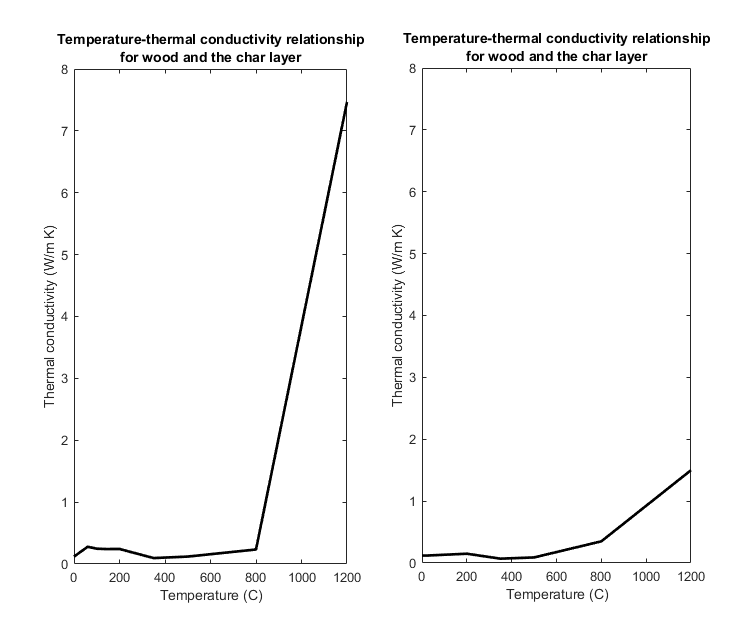 Temperature-thermal conductivity relationship
for wood and the char layer
8
7
6
5
4
3
2
1
0
Thermal conductivity (W/m K)
0 200 400 600 800 1000 1200
Temperature (C)
Temperature-thermal conductivity relationship
for wood and the char layer
8
7
6
5
4
3
2
1
0
Thermal conductivity (W/m K)
0 200 400 600 800 1000 1200
Temperature (C)